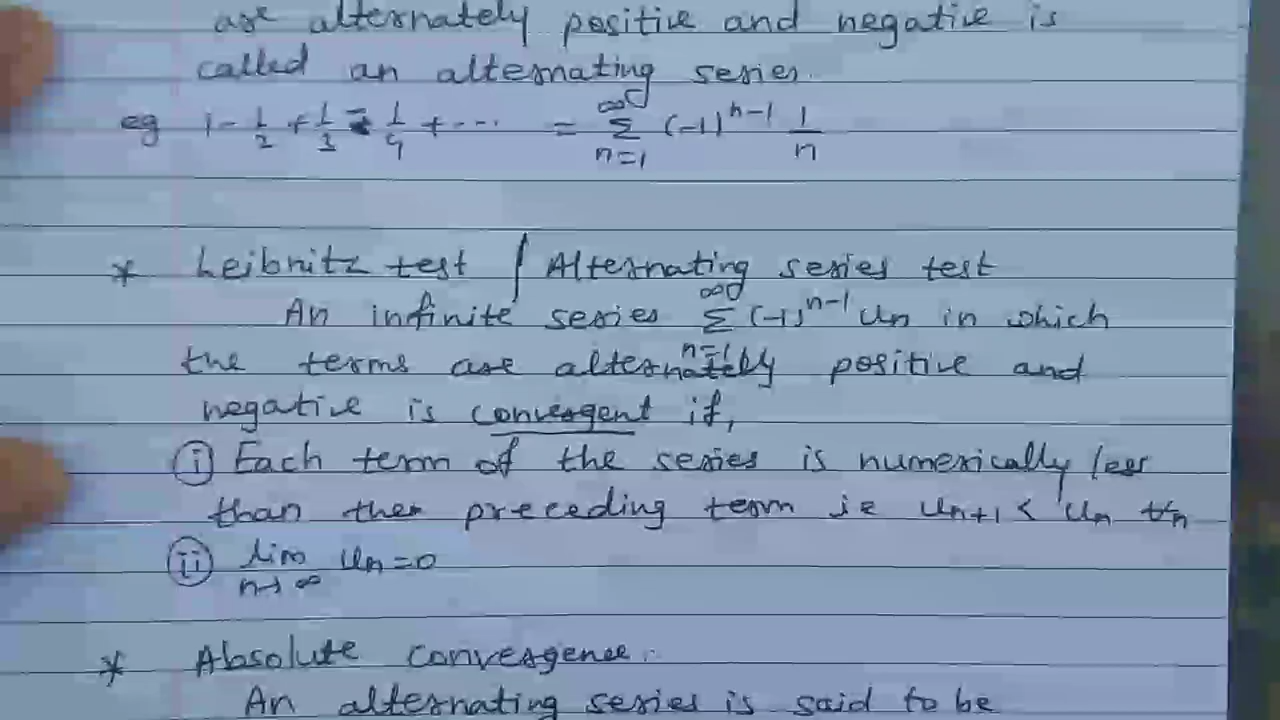 are alternately positive and negative is
called an alternating series.
eg 1 - 1/2 + 1/3 - 1/4 + --- = ∞ Σ n=1 (-1)^n-1 1/n
* Leibnitz test / Alternating series test
An infinite series ∞ Σ n=1 (-1)^n-1 Un in which
the terms are alternately positive and
negative is convergent if,
(i) Each term of the series is numerically less
than the preceding term ie Un+1 < Un ∀n
(ii) lim n→∞ Un = 0
* Absolute convergence.
An alternating series is said to be